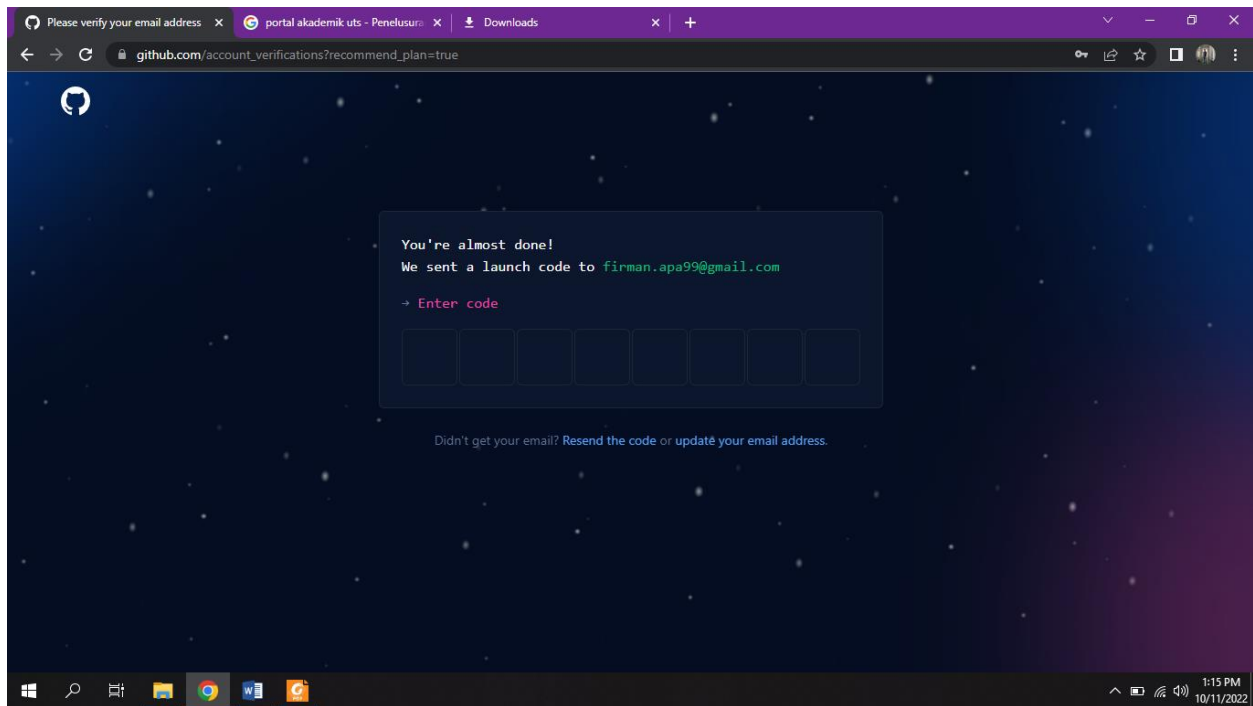 Please verify your email address
portal akademik uts - Penelusura
Downloads
github.com/account_verifications?recommend_plan=true
You're almost done!
We sent a launch code to firman.apa99@gmail.com
→ Enter code
Didn't get your email? Resend the code or update your email address.
1:15 PM
10/11/2022